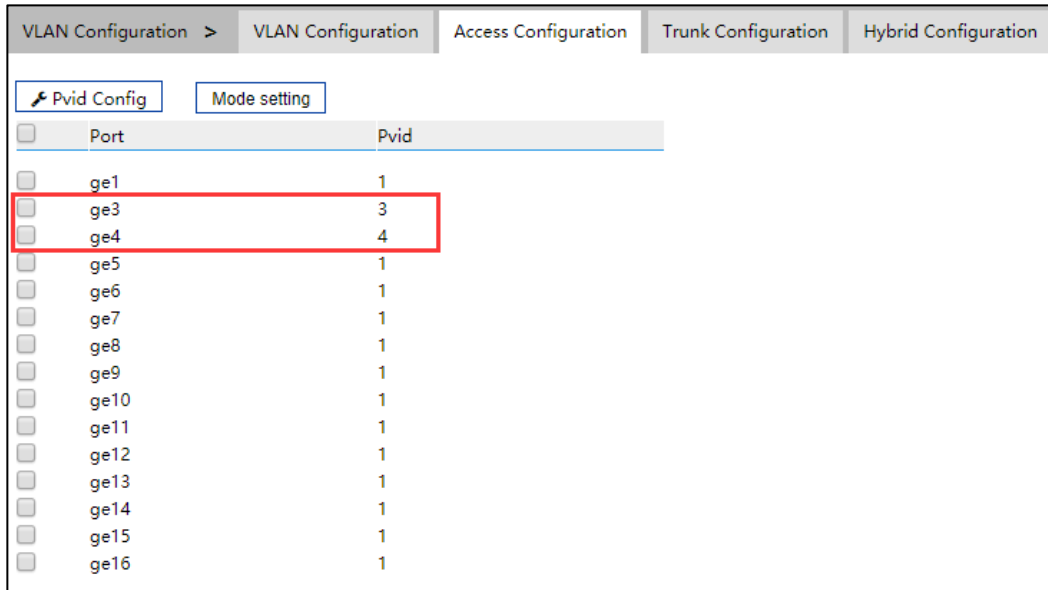 VLAN Configuration > VLAN Configuration Access Configuration Trunk Configuration Hybrid Configuration
Pvid Config Mode setting
Port Pvid
ge1 1
ge3 3
ge4 4
ge5 1
ge6 1
ge7 1
ge8 1
ge9 1
ge10 1
ge11 1
ge12 1
ge13 1
ge14 1
ge15 1
ge16 1